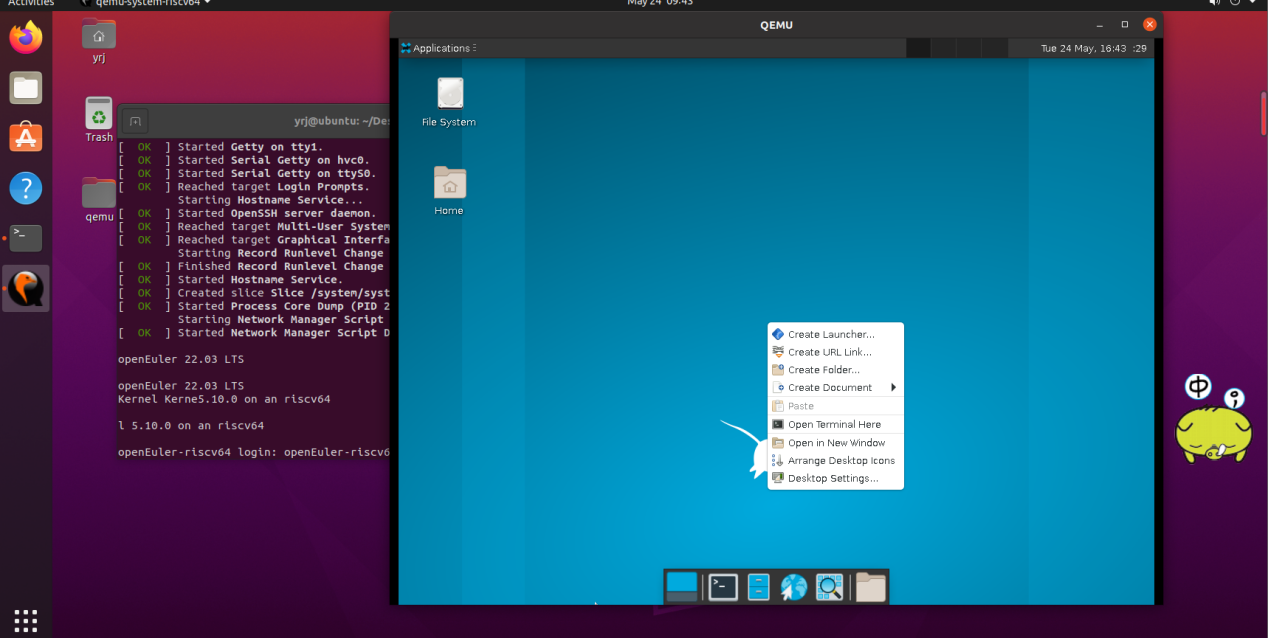 Activities
qemu-system-riscv64
May 24 09:43
yrj
Trash
qemu
yrj@ubuntu: ~/Des
[ OK ] Started Getty on tty1.
[ OK ] Started Serial Getty on hvc0.
[ OK ] Started Serial Getty on ttyS0.
[ OK ] Reached target Login Prompts.
Starting Hostname Service...
[ OK ] Started OpenSSH server daemon.
[ OK ] Reached target Multi-User System
[ OK ] Reached target Graphical Interfa
Starting Record Runlevel Change
[ OK ] Finished Record Runlevel Change
[ OK ] Started Hostname Service.
[ OK ] Created slice Slice /system/syst
[ OK ] Started Process Core Dump (PID 2
Starting Network Manager Script
[ OK ] Started Network Manager Script D
openEuler 22.03 LTS
openEuler 22.03 LTS
Kernel Kerne5.10.0 on an riscv64
l 5.10.0 on an riscv64
openEuler-riscv64 login: openEuler-riscv6
QEMU
Applications
Tue 24 May, 16:43 :29
File System
Home
Create Launcher...
Create URL Link...
Create Folder...
Create Document
Paste
Open Terminal Here
Open in New Window
Arrange Desktop Icons
Desktop Settings...
中